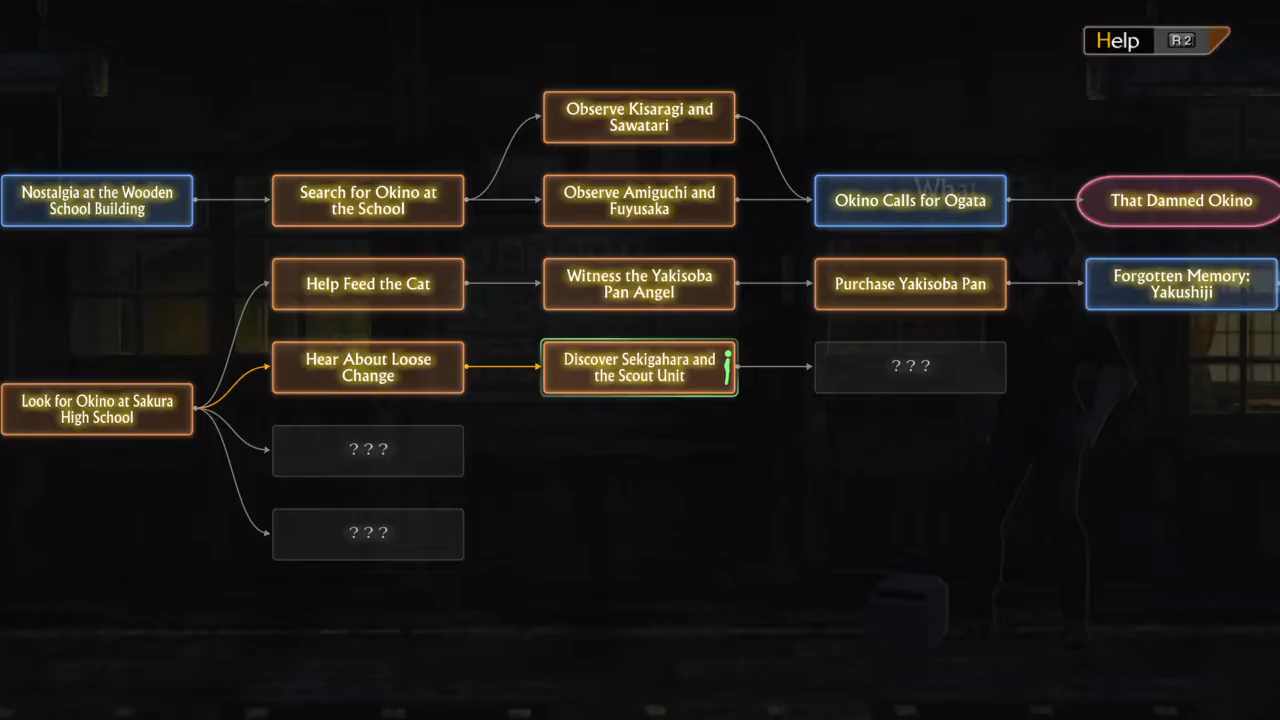 Help R2
Observe Kisaragi and
Sawatari
Nostalgia at the Wooden
School Building
Search for Okino at
the School
Observe Amiguchi and
Fuyusaka
What
Okino Calls for Ogata
That Damned Okino
Help Feed the Cat
Witness the Yakisoba
Pan Angel
Purchase Yakisoba Pan
Forgotten Memory:
Yakushiji
Hear About Loose
Change
Discover Sekigahara and
the Scout Unit
? ? ?
Look for Okino at Sakura
High School
? ? ?
? ? ?